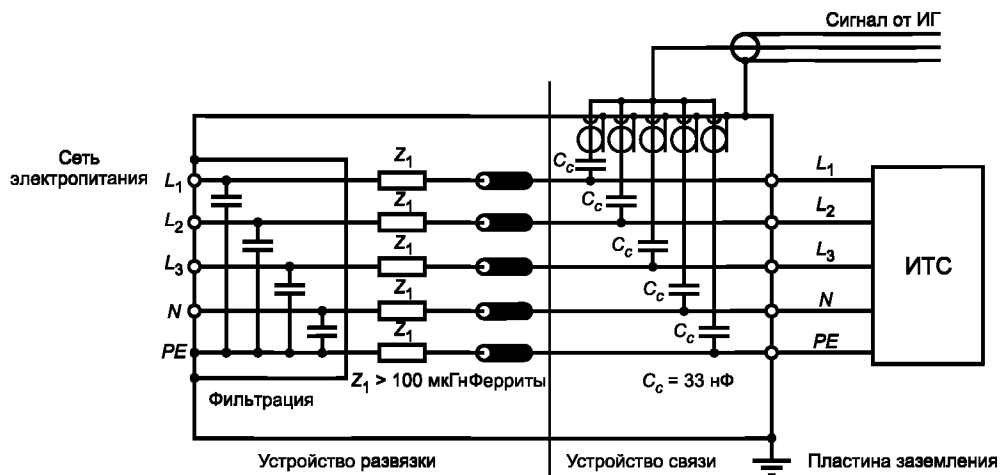 Сигнал от ИГ
Сеть
электропитания
L1
L2
L3
N
PE
Z1
Z1
Z1
Z1
Z1
Cc
Cc
Cc
Cc
Cc
L1
L2
L3
N
PE
ИТС
Z1 > 100 мкГн
Ферриты
Cc = 33 нФ
Фильтрация
Устройство развязки
Устройство связи
Пластина заземления